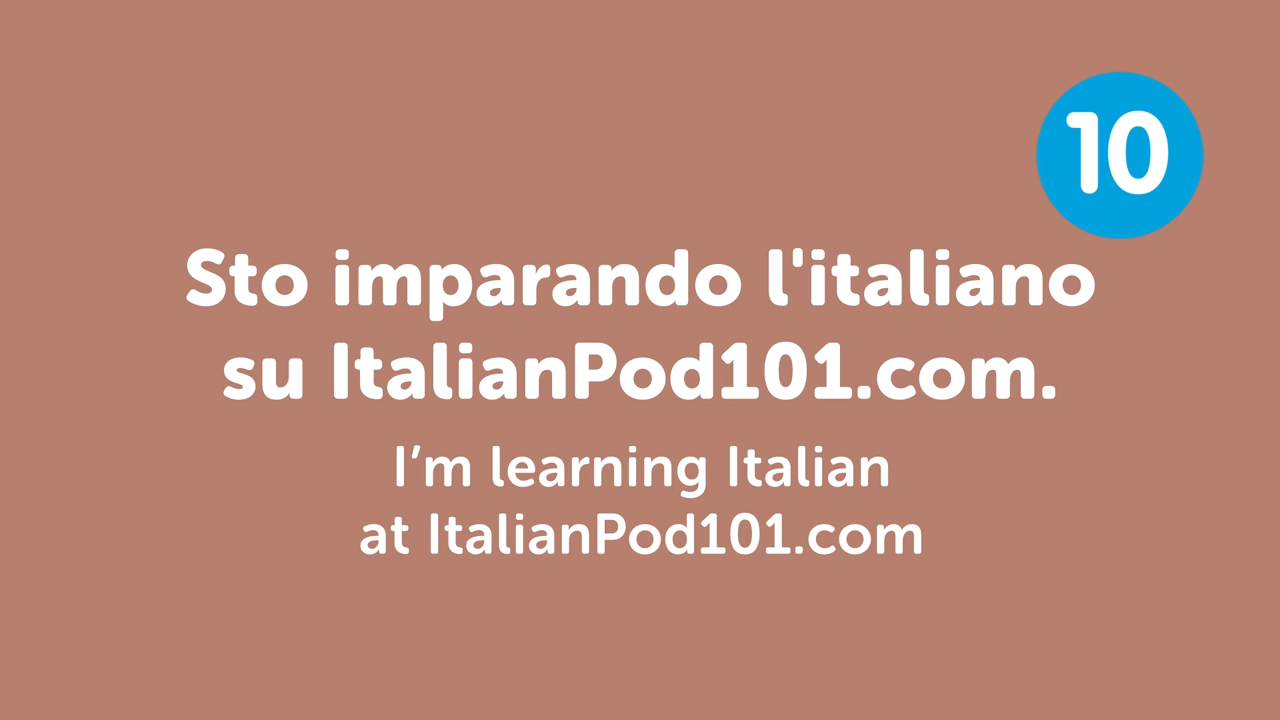 10
Sto imparando l'italiano
su ItalianPod101.com.
I’m learning Italian
at ItalianPod101.com